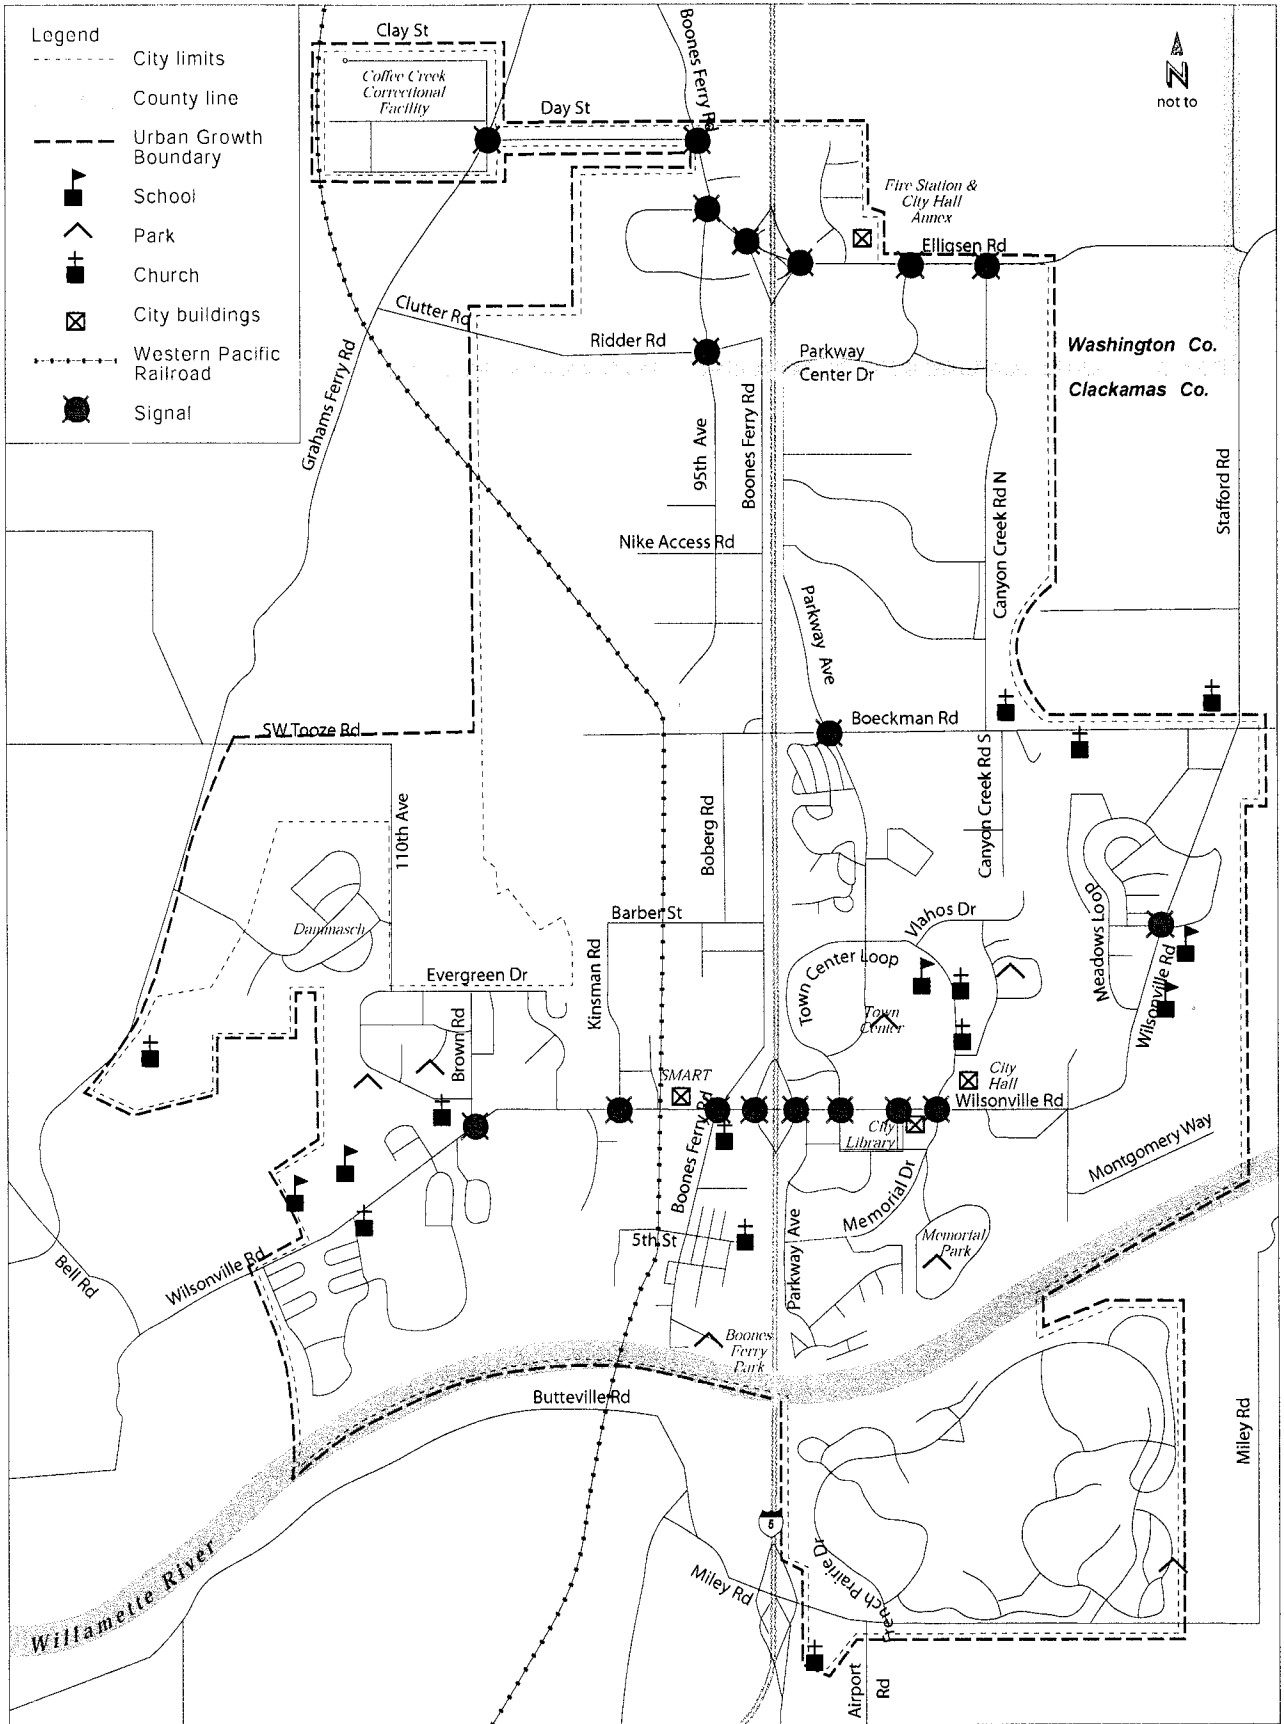 Legend
City limits
County line
Urban Growth
Boundary
School
Park
Church
City buildings
Western Pacific
Railroad
Signal
Clay St
Coffee Creek
Correctional
Facility
Day St
Boones Ferry Rd
N
not to
Fire Station &
City Hall
Annex
Elligsen Rd
Clutter Rd
Ridder Rd
Parkway
Center Dr
Washington Co.
Clackamas Co.
Grahams Ferry Rd
95th Ave
Boones Ferry Rd
Canyon Creek Rd N
Stafford Rd
Nike Access Rd
Parkway Ave
SW Tooze Rd
Boeckman Rd
110th Ave
Boberg Rd
Canyon Creek Rd S
Dammasch
Barber St
Vlahos Dr
Meadows Loop
Evergreen Dr
Kinsman Rd
Town Center Loop
Town
Center
Wilsonville Rd
Brown Rd
SMART
City
Hall
Wilsonville Rd
Boones Ferry Rd
City
Library
Montgomery Way
Memorial Dr
5th St
Parkway Ave
Memorial
Park
Bell Rd
Wilsonville Rd
Boones
Ferry
Park
Butteville Rd
Miley Rd
5
Willamette River
Miley Rd
French Prairie Dr
Airport
Rd